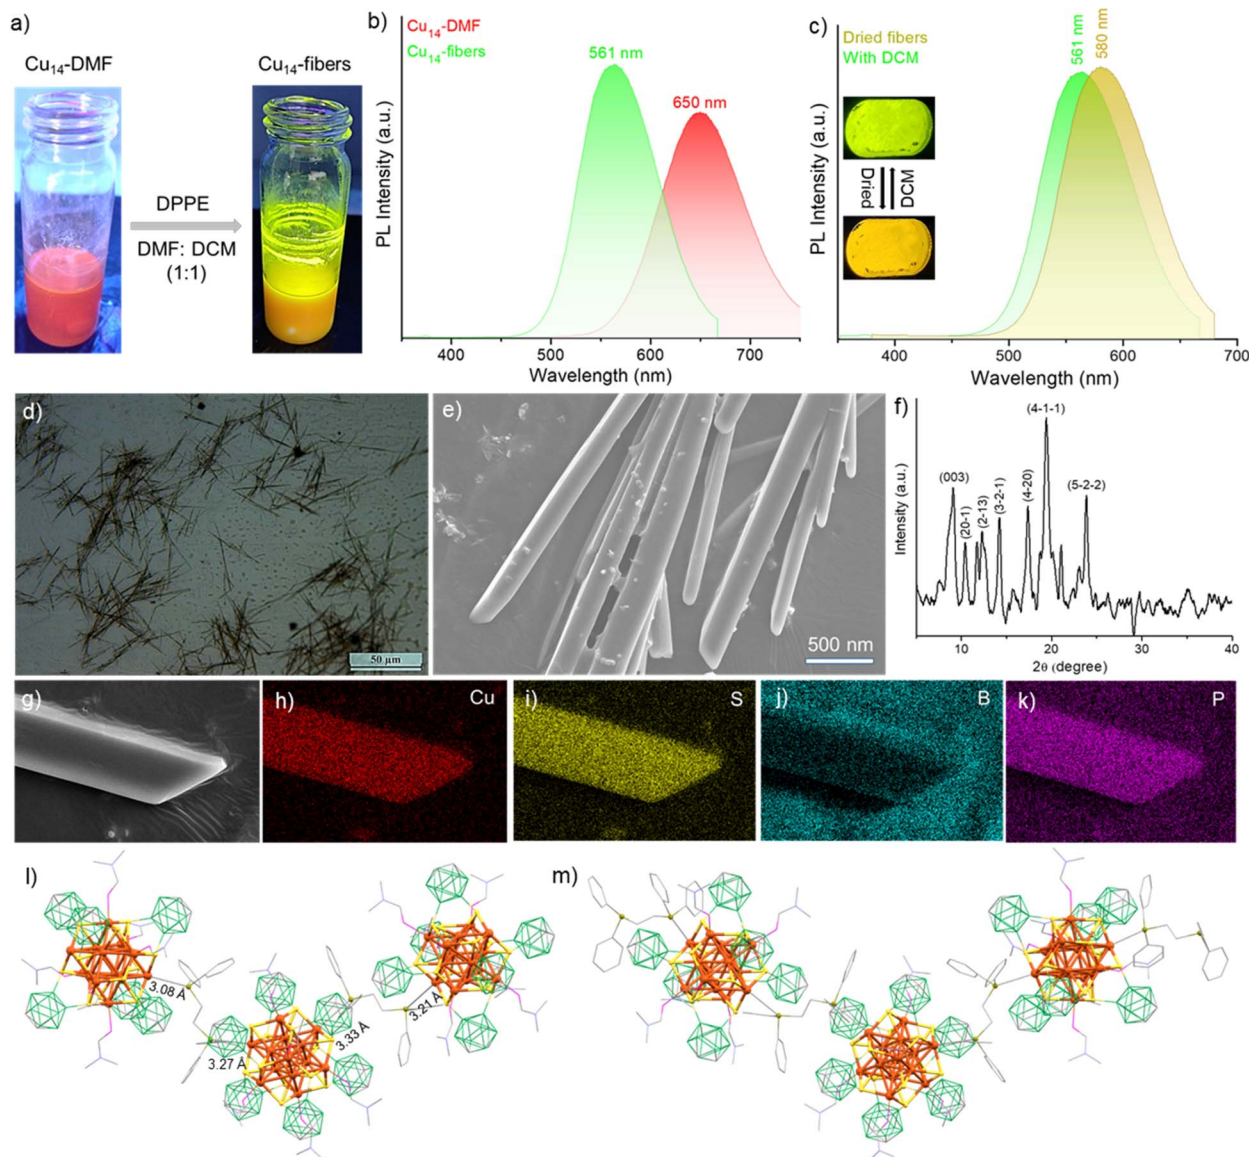 a)
Cu₁₄-DMF
Cu₁₄-fibers
DPPE
DMF: DCM
(1:1)
b)
Cu₁₄-DMF
Cu₁₄-fibers
561 nm
650 nm
PL Intensity (a.u.)
400
500
600
700
Wavelength (nm)
c)
Dried fibers
With DCM
561 nm
580 nm
Dried
DCM
PL Intensity (a.u.)
400
500
600
700
Wavelength (nm)
d)
50 μm
e)
500 nm
f)
(003)
(20-1)
(2-13)
(3-2-1)
(4-20)
(4-1-1)
(5-2-2)
Intensity (a.u.)
5 10 15 20 25 30 35 40
2θ (degree)
g)
h)
Cu
i)
S
j)
B
k)
P
l)
3.08 Å
3.27 Å
3.33 Å
3.21 Å
m)